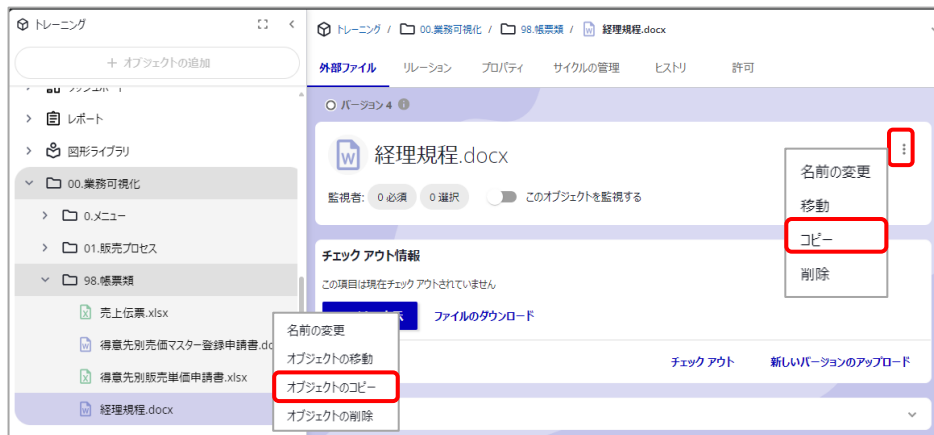 トレーニング
+ オブジェクトの追加
レポート
図形ライブラリ
00.業務可視化
0.メニュー
01.販売プロセス
98.帳票類
売上伝票.xlsx
得意先別売価マスター登録申請書.do
得意先別販売単価申請書.xlsx
経理規程.docx
名前の変更
オブジェクトの移動
オブジェクトのコピー
オブジェクトの削除
トレーニング / 00.業務可視化 / 98.帳票類 / 経理規程.docx
外部ファイル リレーション プロパティ サイクルの管理 ヒストリ 許可
バージョン 4
経理規程.docx
監視者: 0 必須 0 選択 このオブジェクトを監視する
名前の変更
移動
コピー
削除
チェック アウト情報
この項目は現在チェック アウトされていません
ファイルのダウンロード
チェック アウト 新しいバージョンのアップロード